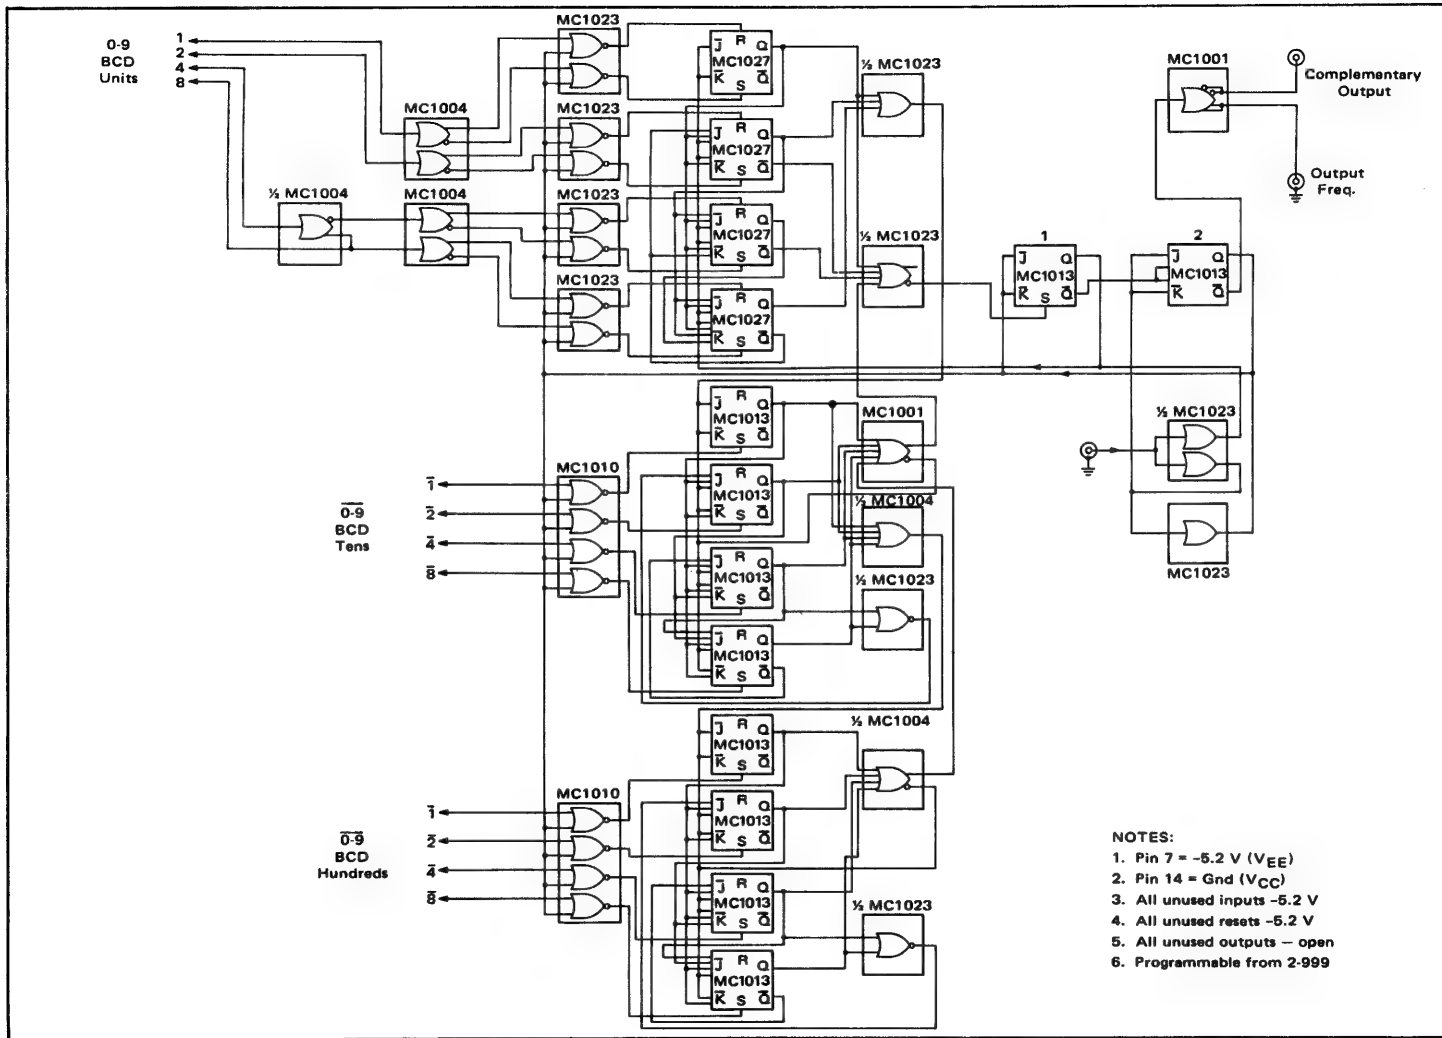 0-9
BCD
Units
1
2
4
8
MC1004
½ MC1004
MC1004
MC1023
MC1023
MC1023
MC1023
J̅ R Q
MC1027
K̅ S Q̅
J̅ R Q
MC1027
K̅ S Q̅
J̅ R Q
MC1027
K̅ S Q̅
J̅ R Q
MC1027
K̅ S Q̅
½ MC1023
½ MC1023
1
J̅ Q
MC1013
K̅ S Q̅
2
J̅ Q
MC1013
K̅ Q̅
MC1001
Complementary
Output
Output
Freq.
½ MC1023
MC1023
0̅-̅9̅
BCD
Tens
1̅
2̅
4̅
8̅
MC1010
J̅ R Q
MC1013
K̅ S Q̅
J̅ R Q
MC1013
K̅ S Q̅
J̅ R Q
MC1013
K̅ S Q̅
J̅ R Q
MC1013
K̅ S Q̅
MC1001
½ MC1004
½ MC1023
0̅-̅9̅
BCD
Hundreds
1̅
2̅
4̅
8̅
MC1010
J̅ R Q
MC1013
K̅ S Q̅
J̅ R Q
MC1013
K̅ S Q̅
J̅ R Q
MC1013
K̅ S Q̅
J̅ R Q
MC1013
K̅ S Q̅
½ MC1004
½ MC1023
NOTES:
1. Pin 7 = -5.2 V (VEE)
2. Pin 14 = Gnd (VCC)
3. All unused inputs -5.2 V
4. All unused resets -5.2 V
5. All unused outputs — open
6. Programmable from 2-999